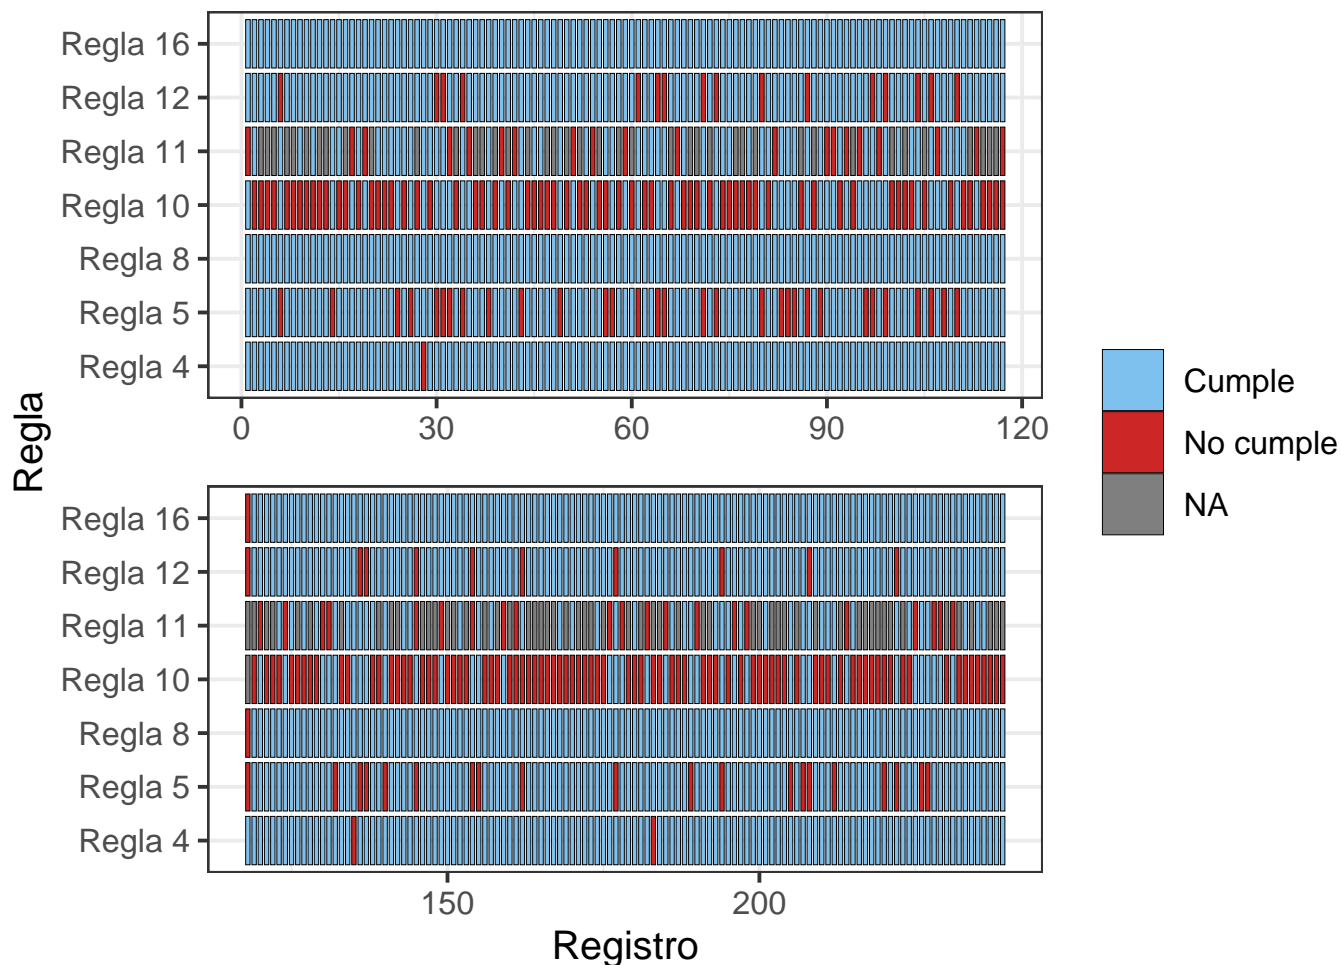 Regla 16
Regla 12
Regla 11
Regla 10
Regla 8
Regla 5
Regla 4
0 30 60 90 120
Regla
Regla 16
Regla 12
Regla 11
Regla 10
Regla 8
Regla 5
Regla 4
150 200
Registro
Cumple
No cumple
NA